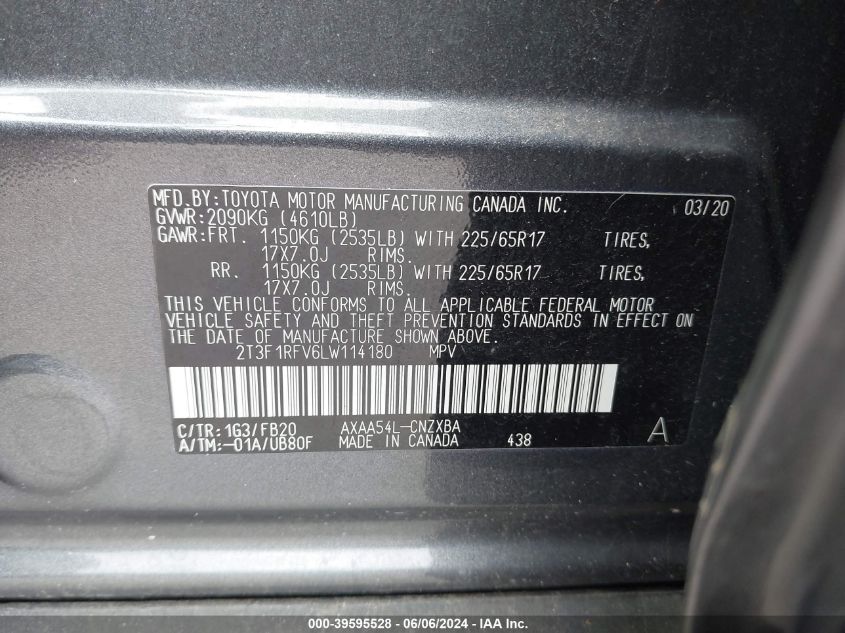 MFD.BY:TOYOTA MOTOR MANUFACTURING CANADA INC. 03/20
GVWR:2090KG (4610LB)
GAWR:FRT. 1150KG (2535LB) WITH 225/65R17 TIRES,
17X7.0J RIMS.
RR. 1150KG (2535LB) WITH 225/65R17 TIRES,
17X7.0J RIMS.
THIS VEHICLE CONFORMS TO ALL APPLICABLE FEDERAL MOTOR
VEHICLE SAFETY AND THEFT PREVENTION STANDARDS IN EFFECT ON
THE DATE OF MANUFACTURE SHOWN ABOVE.
2T3F1RFV6LW114180 MPV
C/TR:1G3/FB20 AXAA54L-CNZXBA
A/TM:-01A/UB80F MADE IN CANADA 438 A
000-39595528 - 06/06/2024 - IAA Inc.